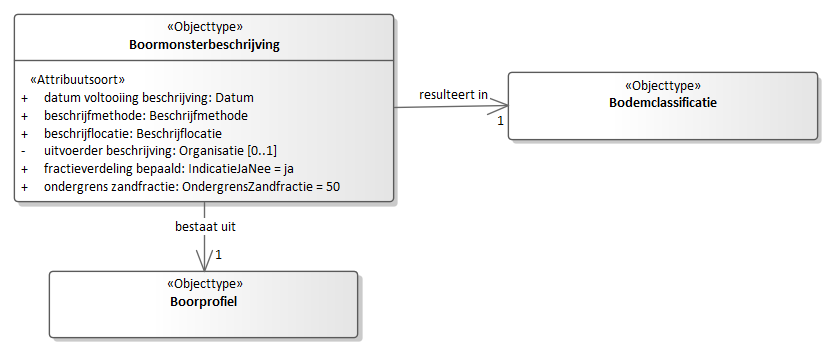 «Objecttype»
Boormonsterbeschrijving
«Attribuutsoort»
+ datum voltooiing beschrijving: Datum
+ beschrijfmethode: Beschrijfmethode
+ beschrijflocatie: Beschrijflocatie
- uitvoerder beschrijving: Organisatie [0..1]
+ fractieverdeling bepaald: IndicatieJaNee = ja
+ ondergrens zandfractie: OndergrensZandfractie = 50
resulteert in
1
«Objecttype»
Bodemclassificatie
bestaat uit
1
«Objecttype»
Boorprofiel